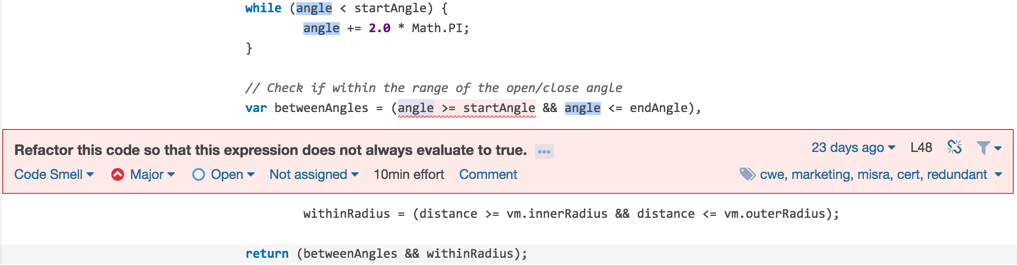 while (angle < startAngle) {
angle += 2.0 * Math.PI;
}
// Check if within the range of the open/close angle
var betweenAngles = (angle >= startAngle && angle <= endAngle),
Refactor this code so that this expression does not always evaluate to true. ...
23 days ago L48
Code Smell Major Open Not assigned 10min effort Comment
cwe, marketing, misra, cert, redundant
withinRadius = (distance >= vm.innerRadius && distance <= vm.outerRadius);
return (betweenAngles && withinRadius);